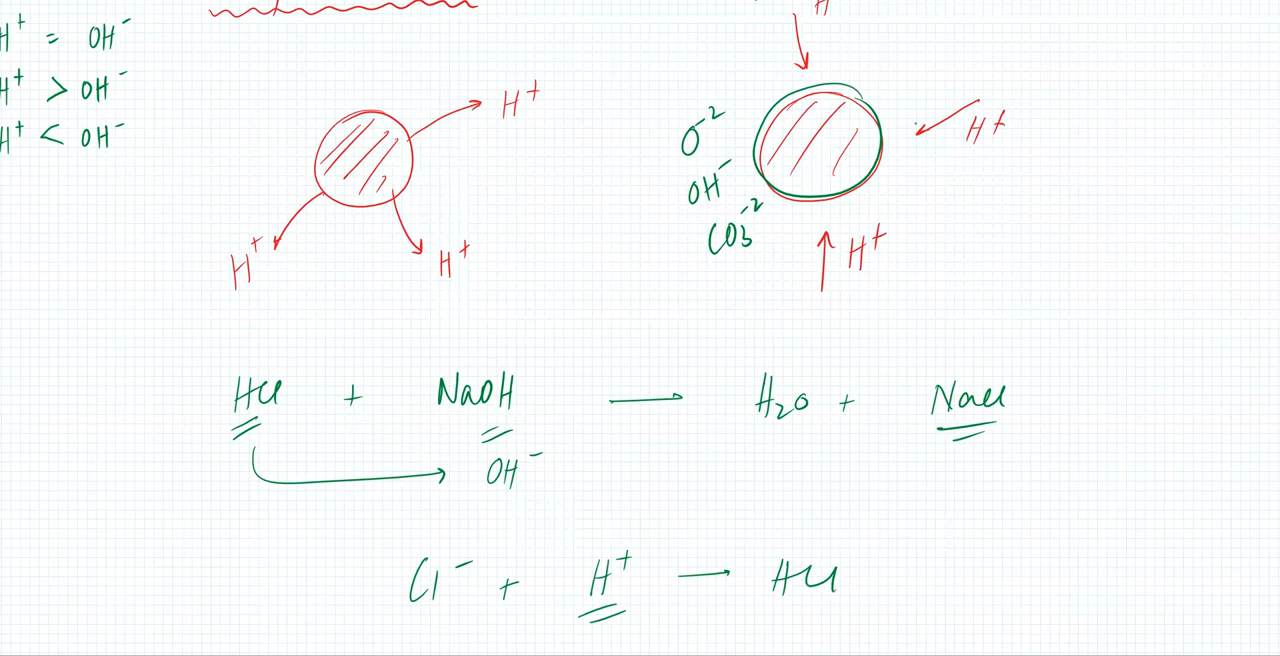 H⁺ = OH⁻
H⁺ > OH⁻
H⁺ < OH⁻
H⁺
H⁺
H⁺
H
O⁻²
OH⁻
CO₃⁻²
H⁺
H⁺
HCl + NaOH → H₂O + NaCl
OH⁻
Cl⁻ + H⁺ → HCl